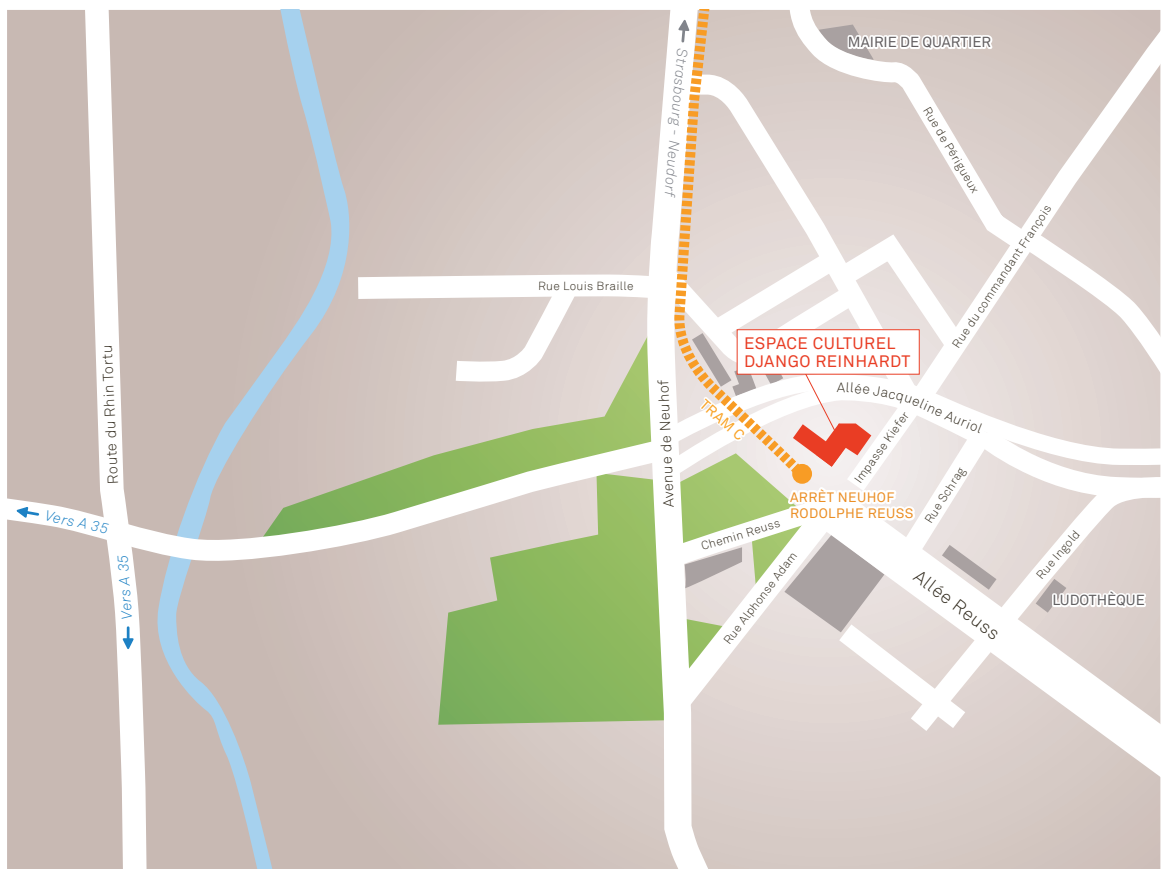 MAIRIE DE QUARTIER
Strasbourg - Neudorf
Rue de Périgueux
Rue du commandant François
Rue Louis Braille
ESPACE CULTUREL
DJANGO REINHARDT
Route du Rhin Tortu
Avenue de Neuhof
TRAM C
Allée Jacqueline Auriol
Impasse Kiefer
Rue Schrag
ARRÈT NEUHOF
RODOLPHE REUSS
Vers A 35
Vers A 35
Chemin Reuss
Rue Alphonse Adam
Allée Reuss
Rue Ingold
LUDOTHÈQUE